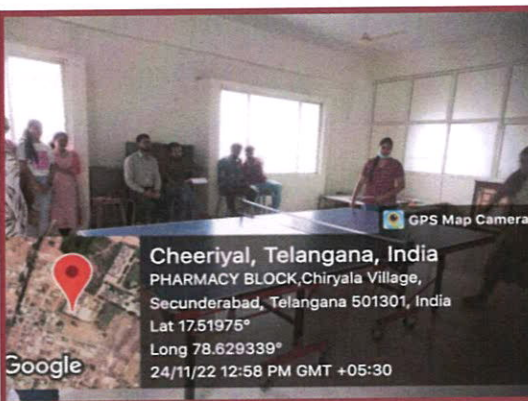 GPS Map Camera
Cheeriyal, Telangana, India
PHARMACY BLOCK,Chiryala Village,
Secunderabad, Telangana 501301, India
Lat 17.51975°
Long 78.629339°
24/11/22 12:58 PM GMT +05:30
Google